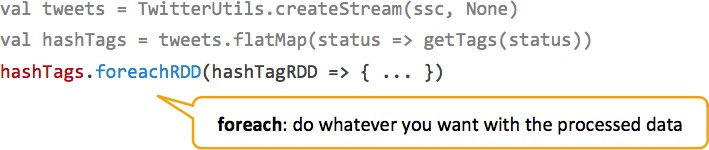 val tweets = TwitterUtils.createStream(ssc, None)
val hashTags = tweets.flatMap(status => getTags(status))
hashTags.foreachRDD(hashTagRDD => { ... })
foreach: do whatever you want with the processed data